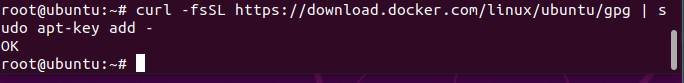 root@ubuntu:~# curl -fsSL https://download.docker.com/linux/ubuntu/gpg | s
udo apt-key add -
OK
root@ubuntu:~#